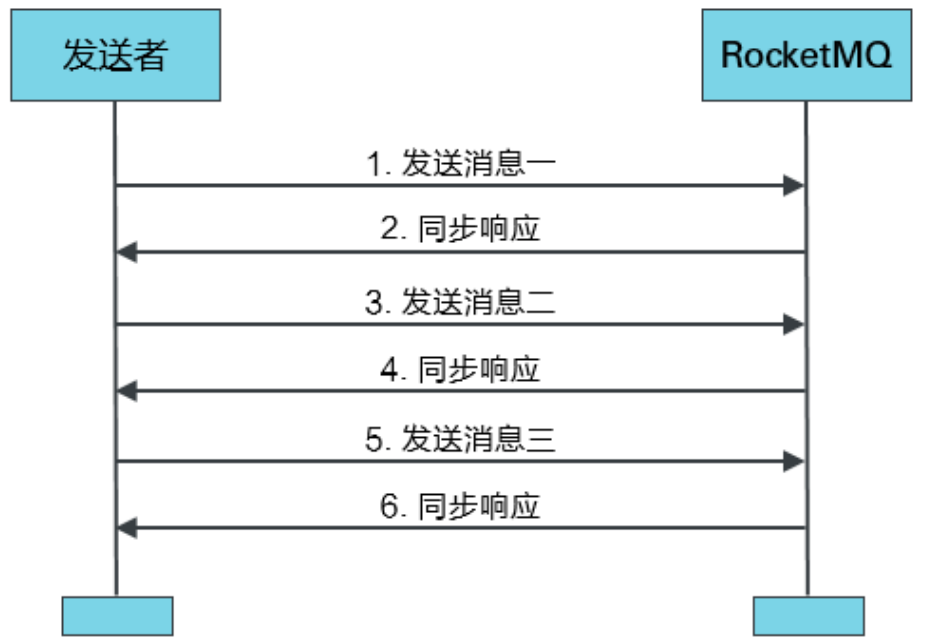 发送者
RocketMQ
1. 发送消息一
2. 同步响应
3. 发送消息二
4. 同步响应
5. 发送消息三
6. 同步响应